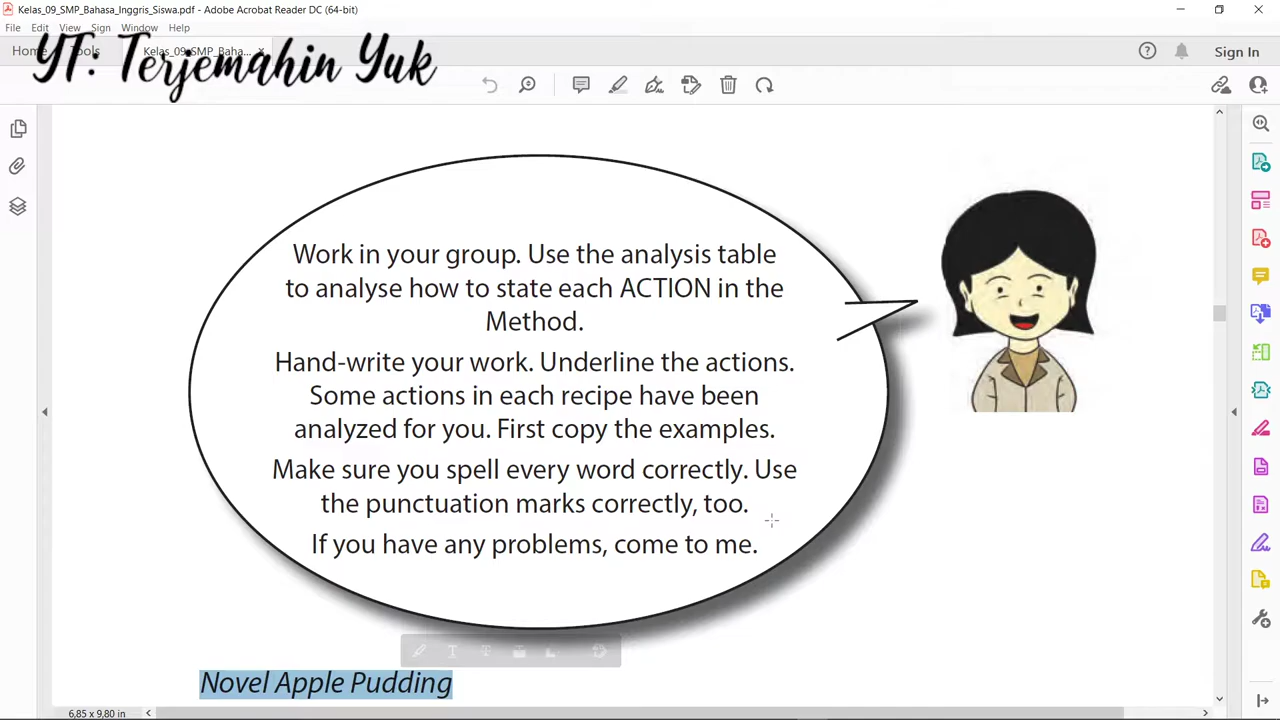 Kelas_09_SMP_Bahasa_Inggris_Siswa.pdf - Adobe Acrobat Reader DC (64-bit)
File Edit View Sign Window Help
Home Tools Kelas_09_SMP_Baha... ×
Sign In
YT: Terjemahin Yuk
Work in your group. Use the analysis table
to analyse how to state each ACTION in the
Method.
Hand-write your work. Underline the actions.
Some actions in each recipe have been
analyzed for you. First copy the examples.
Make sure you spell every word correctly. Use
the punctuation marks correctly, too.
If you have any problems, come to me.
Novel Apple Pudding
6,85 x 9,80 in